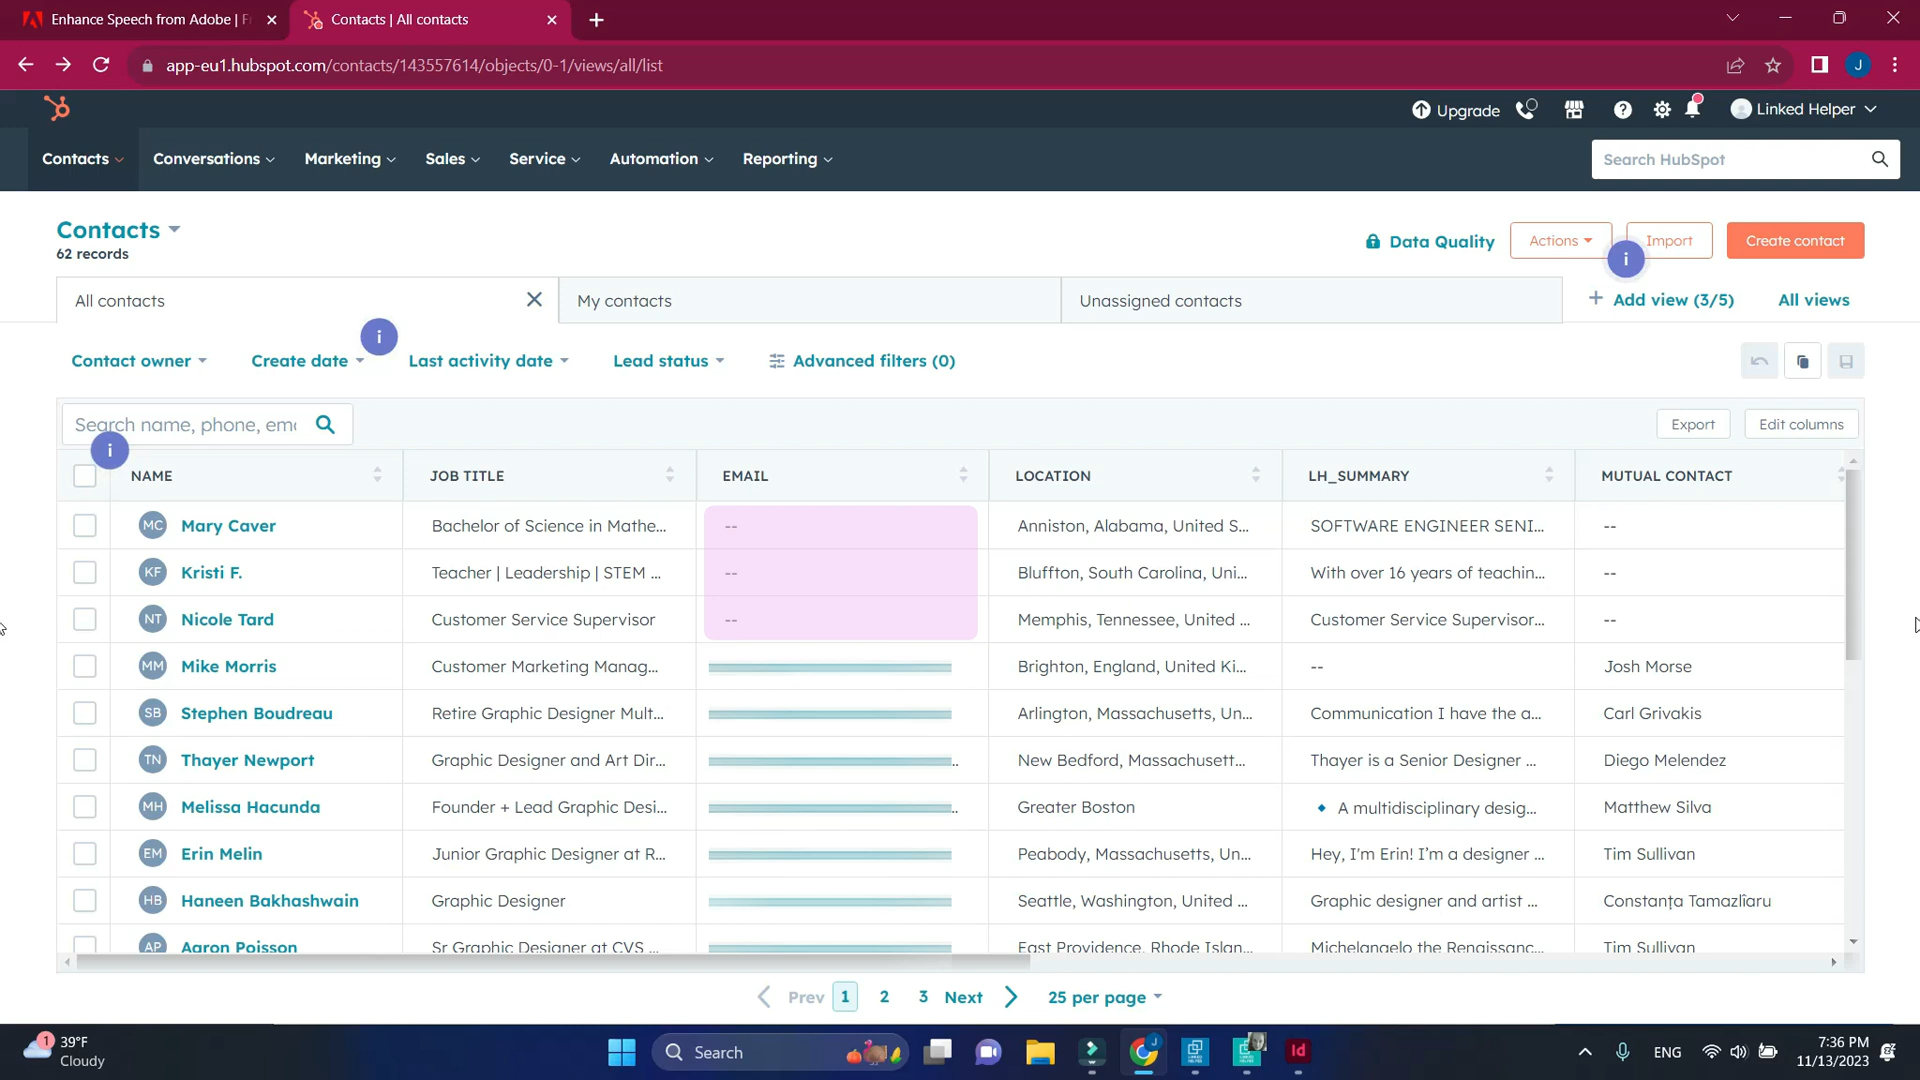 Enhance Speech from Adobe | F
Contacts | All contacts
app-eu1.hubspot.com/contacts/143557614/objects/0-1/views/all/list
J
Upgrade
Linked Helper
Contacts
Conversations
Marketing
Sales
Service
Automation
Reporting
Search HubSpot
Contacts
62 records
Data Quality
Actions
Import
Create contact
i
All contacts
My contacts
Unassigned contacts
+ Add view (3/5)
All views
i
Contact owner
Create date
Last activity date
Lead status
Advanced filters (0)
Search name, phone, ema
Export
Edit columns
i
NAME JOB TITLE EMAIL LOCATION LH_SUMMARY MUTUAL CONTACT
MC Mary Caver Bachelor of Science in Mathe... -- Anniston, Alabama, United S... SOFTWARE ENGINEER SENI... --
KF Kristi F. Teacher | Leadership | STEM ... -- Bluffton, South Carolina, Uni... With over 16 years of teachin... --
NT Nicole Tard Customer Service Supervisor -- Memphis, Tennessee, United ... Customer Service Supervisor... --
MM Mike Morris Customer Marketing Manag... Brighton, England, United Ki... -- Josh Morse
SB Stephen Boudreau Retire Graphic Designer Mult... Arlington, Massachusetts, Un... Communication I have the a... Carl Grivakis
TN Thayer Newport Graphic Designer and Art Dir... .. New Bedford, Massachusett... Thayer is a Senior Designer ... Diego Melendez
MH Melissa Hacunda Founder + Lead Graphic Desi... .. Greater Boston 🔹 A multidisciplinary desig... Matthew Silva
EM Erin Melin Junior Graphic Designer at R... Peabody, Massachusetts, Un... Hey, I'm Erin! I'm a designer ... Tim Sullivan
HB Haneen Bakhashwain Graphic Designer Seattle, Washington, United ... Graphic designer and artist ... Constanța Tamazlîaru
AP Aaron Poisson Sr Graphic Designer at CVS ... East Providence, Rhode Islan... Michelangelo the Renaissanc... Tim Sullivan
Prev 1 2 3 Next 25 per page
1
39°F
Cloudy
Search
J
Id
ENG
7:36 PM
11/13/2023